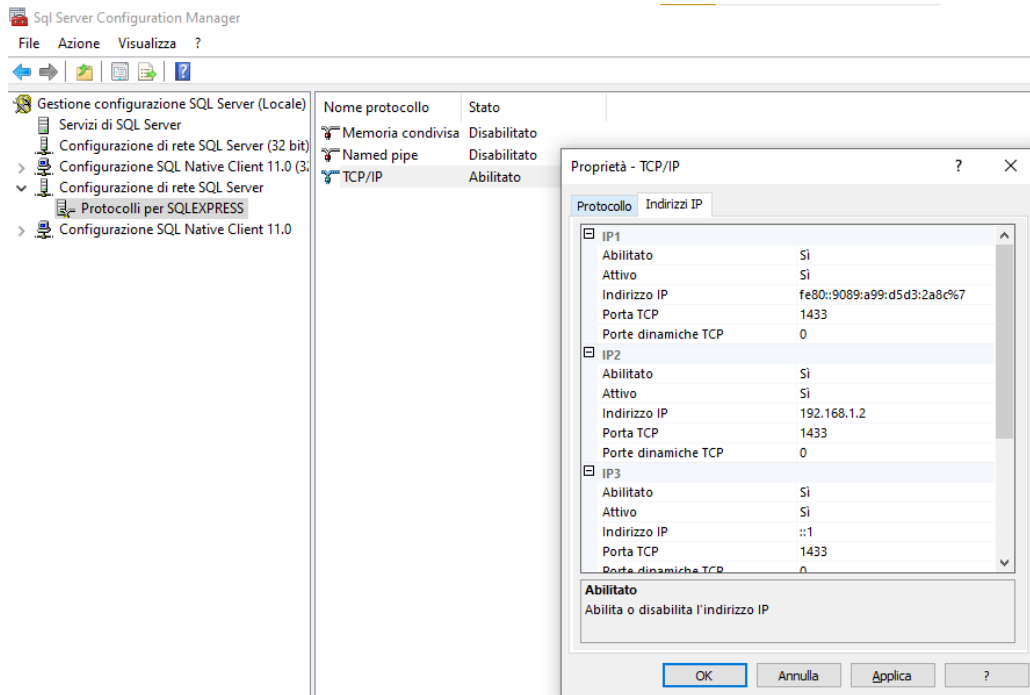 Sql Server Configuration Manager
File Azione Visualizza ?
Gestione configurazione SQL Server (Locale)
Servizi di SQL Server
Configurazione di rete SQL Server (32 bit)
Configurazione SQL Native Client 11.0 (32
Configurazione di rete SQL Server
Protocolli per SQLEXPRESS
Configurazione SQL Native Client 11.0
Nome protocollo Stato
Memoria condivisa Disabilitato
Named pipe Disabilitato
TCP/IP Abilitato
Proprietà - TCP/IP ?
Protocollo Indirizzi IP
IP1
Abilitato Sì
Attivo Sì
Indirizzo IP fe80::9089:a99:d5d3:2a8c%7
Porta TCP 1433
Porte dinamiche TCP 0
IP2
Abilitato Sì
Attivo Sì
Indirizzo IP 192.168.1.2
Porta TCP 1433
Porte dinamiche TCP 0
IP3
Abilitato Sì
Attivo Sì
Indirizzo IP ::1
Porta TCP 1433
Porte dinamiche TCP 0
Abilitato
Abilita o disabilita l'indirizzo IP
OK Annulla Applica ?